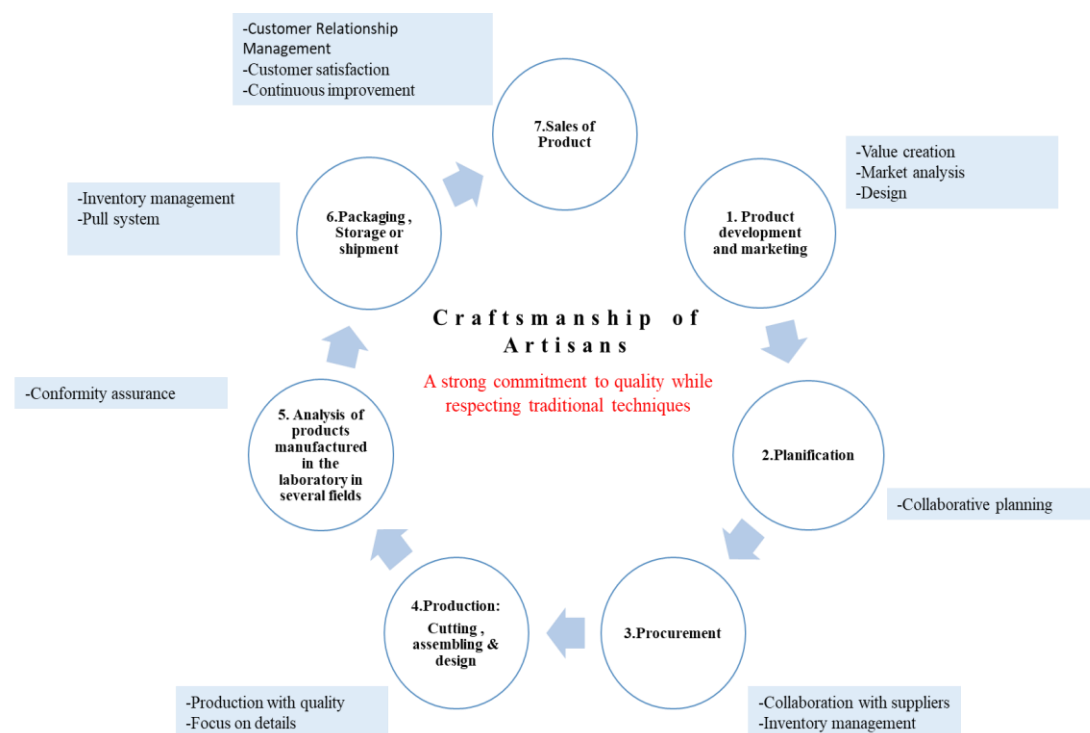 -Customer Relationship
Management
-Customer satisfaction
-Continuous improvement
7.Sales of
Product
-Value creation
-Market analysis
-Design
1. Product
development
and marketing
-Inventory management
-Pull system
6.Packaging ,
Storage or
shipment
Craftsmanship of
Artisans
A strong commitment to quality while
respecting traditional techniques
-Conformity assurance
5. Analysis of
products
manufactured
in the
laboratory in
several fields
2.Planification
-Collaborative planning
4.Production:
Cutting ,
assembling &
design
3.Procurement
-Production with quality
-Focus on details
-Collaboration with suppliers
-Inventory management